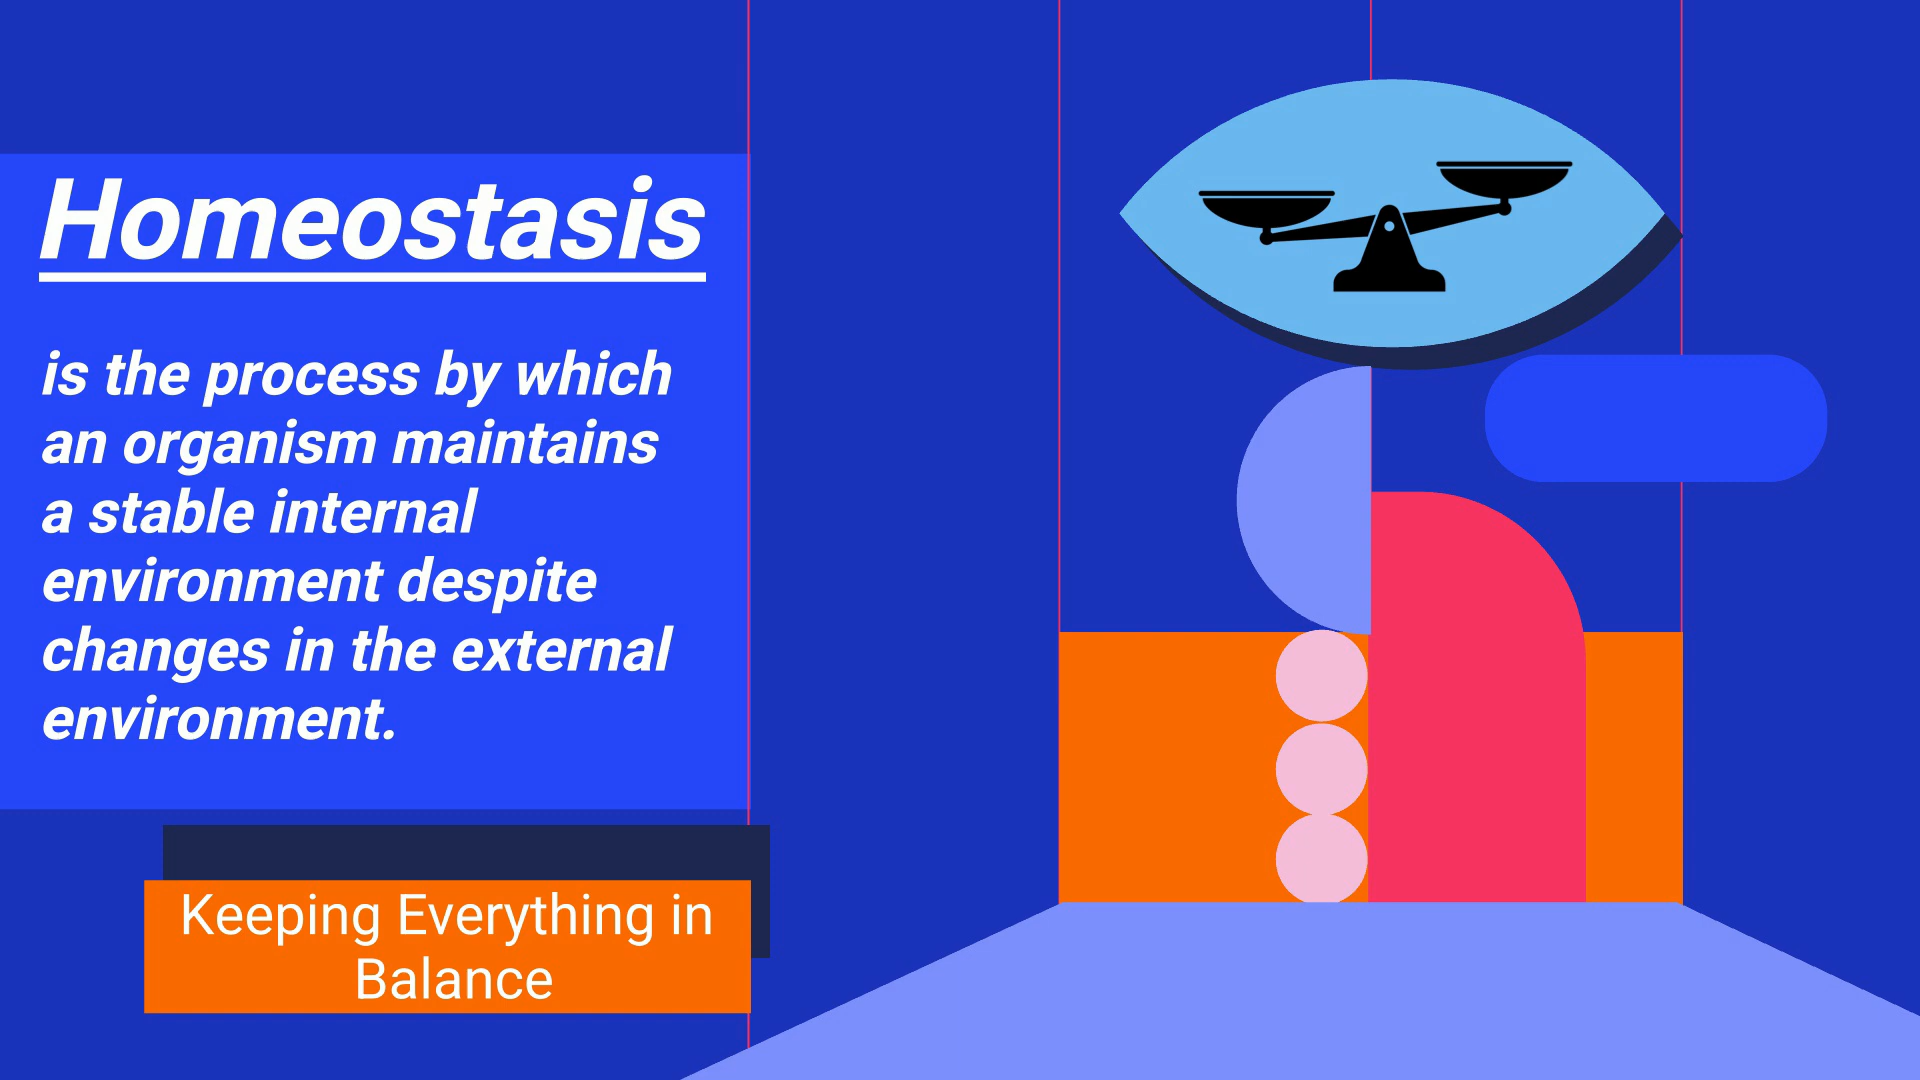 Homeostasis
is the process by which
an organism maintains
a stable internal
environment despite
changes in the external
environment.
Keeping Everything in
Balance